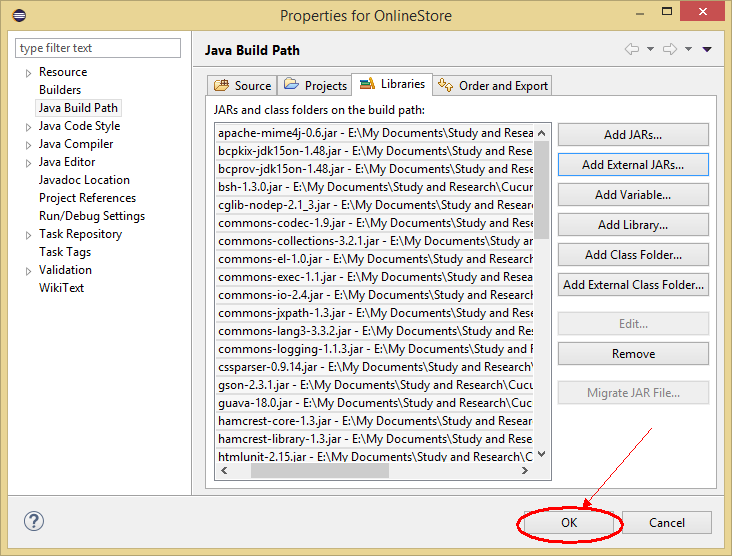 Properties for OnlineStore
type filter text
Resource
Builders
Java Build Path
Java Code Style
Java Compiler
Java Editor
Javadoc Location
Project References
Run/Debug Settings
Task Repository
Task Tags
Validation
WikiText
Java Build Path
Source Projects Libraries Order and Export
JARs and class folders on the build path:
apache-mime4j-0.6.jar - E:\My Documents\Study and Resea
bcpkix-jdk15on-1.48.jar - E:\My Documents\Study and Rese
bcprov-jdk15on-1.48.jar - E:\My Documents\Study and Rese
bsh-1.3.0.jar - E:\My Documents\Study and Research\Cucur
cglib-nodep-2.1_3.jar - E:\My Documents\Study and Resear
commons-codec-1.9.jar - E:\My Documents\Study and Rese
commons-collections-3.2.1.jar - E:\My Documents\Study ar
commons-el-1.0.jar - E:\My Documents\Study and Research
commons-exec-1.1.jar - E:\My Documents\Study and Resea
commons-io-2.4.jar - E:\My Documents\Study and Research
commons-jxpath-1.3.jar - E:\My Documents\Study and Rese
commons-lang3-3.3.2.jar - E:\My Documents\Study and Res
commons-logging-1.1.3.jar - E:\My Documents\Study and R
cssparser-0.9.14.jar - E:\My Documents\Study and Researc
gson-2.3.1.jar - E:\My Documents\Study and Research\Cucu
guava-18.0.jar - E:\My Documents\Study and Research\Cuc
hamcrest-core-1.3.jar - E:\My Documents\Study and Resea
hamcrest-library-1.3.jar - E:\My Documents\Study and Rese
htmlunit-2.15.jar - E:\My Documents\Study and Research\C
Add JARs...
Add External JARs...
Add Variable...
Add Library...
Add Class Folder...
Add External Class Folder...
Edit...
Remove
Migrate JAR File...
?
OK
Cancel